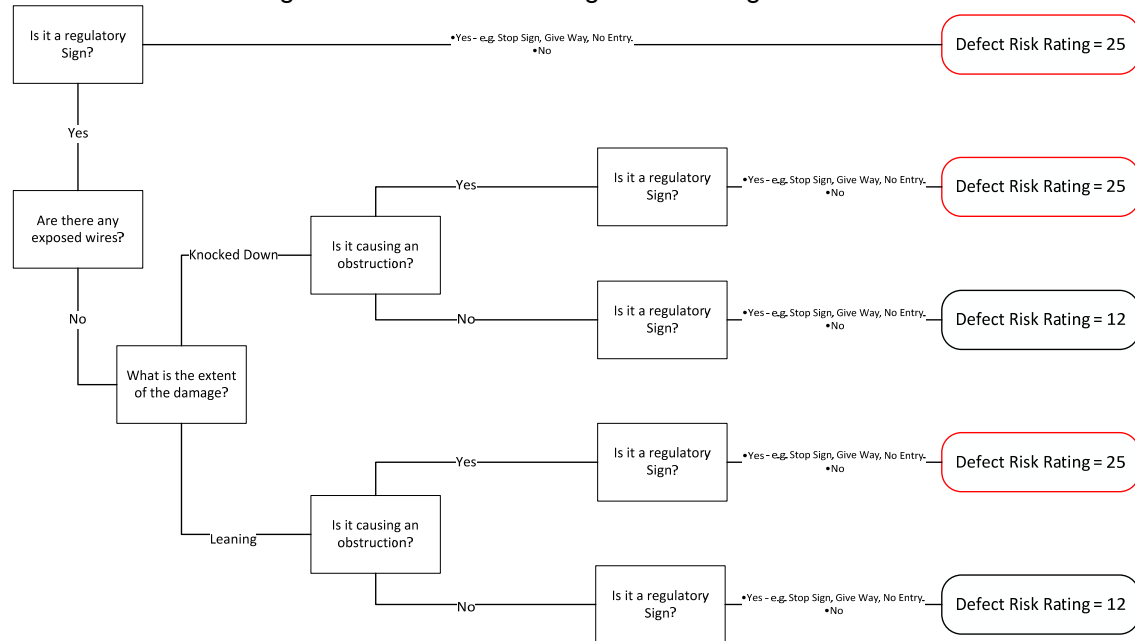 Is it a regulatory
Sign?
•Yes – e.g. Stop Sign, Give Way, No Entry.
•No
Defect Risk Rating = 25
Yes
Are there any
exposed wires?
No
What is the extent
of the damage?
Knocked Down
Is it causing an
obstruction?
Yes
Is it a regulatory
Sign?
•Yes – e.g. Stop Sign, Give Way, No Entry.
•No
Defect Risk Rating = 25
No
Is it a regulatory
Sign?
•Yes – e.g. Stop Sign, Give Way, No Entry.
•No
Defect Risk Rating = 12
Leaning
Is it causing an
obstruction?
Yes
Is it a regulatory
Sign?
•Yes – e.g. Stop Sign, Give Way, No Entry.
•No
Defect Risk Rating = 25
No
Is it a regulatory
Sign?
•Yes – e.g. Stop Sign, Give Way, No Entry.
•No
Defect Risk Rating = 12